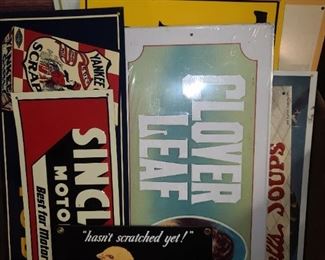 YANKEE
SCRAP
SINCL
MOTO
Best for Motor
CLOVER
LEAF
"hasn't scratched yet!"
SOUPS